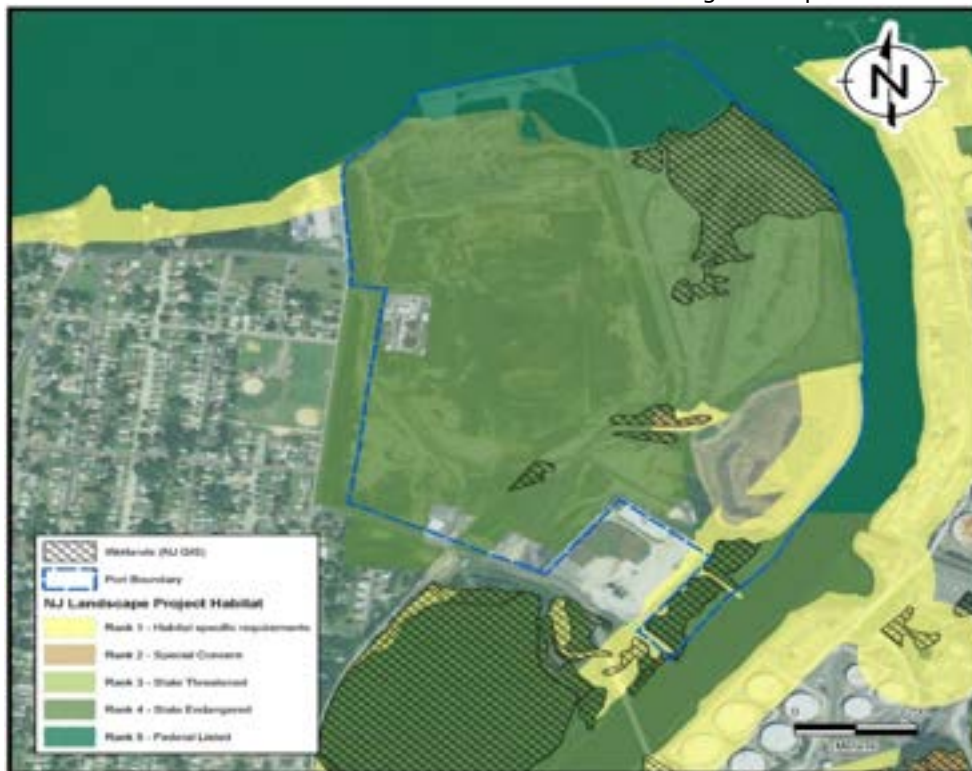 N
Wetlands (NJ GIS)
Port Boundary
NJ Landscape Project Habitat
Rank 1 - Habitat specific requirements
Rank 2 - Special Concern
Rank 3 - State Threatened
Rank 4 - State Endangered
Rank 5 - Federal Listed